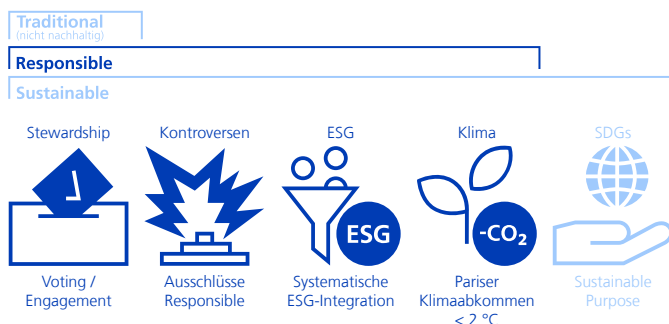 Traditional
(nicht nachhaltig)
Responsible
Sustainable
Stewardship
Kontroversen
ESG
Klima
SDGs
ESG
-CO₂
Voting /
Engagement
Ausschlüsse
Responsible
Systematische
ESG-Integration
Pariser
Klimaabkommen
< 2 °C
Sustainable
Purpose